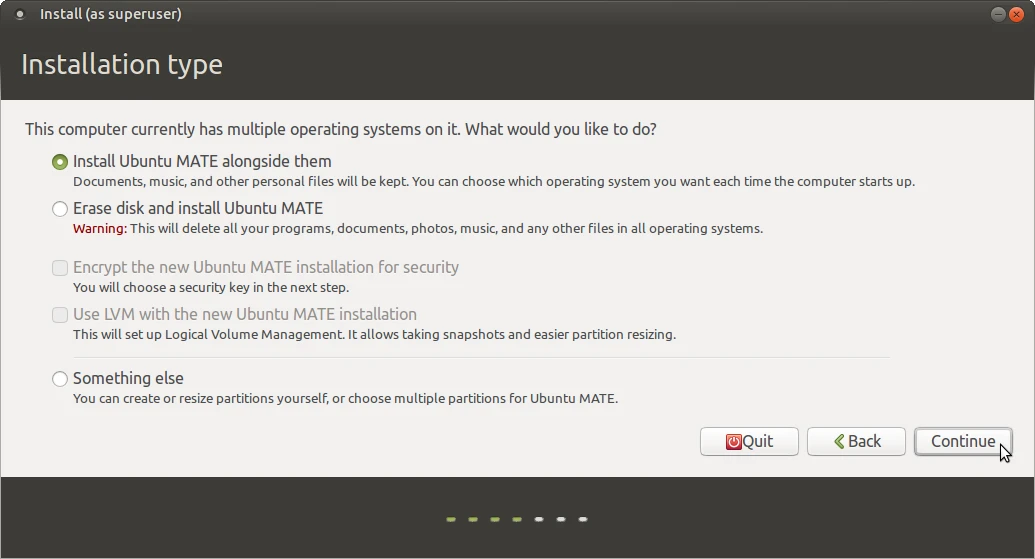 Install (as superuser)
Installation type
This computer currently has multiple operating systems on it. What would you like to do?
Install Ubuntu MATE alongside them
Documents, music, and other personal files will be kept. You can choose which operating system you want each time the computer starts up.
Erase disk and install Ubuntu MATE
Warning: This will delete all your programs, documents, photos, music, and any other files in all operating systems.
Encrypt the new Ubuntu MATE installation for security
You will choose a security key in the next step.
Use LVM with the new Ubuntu MATE installation
This will set up Logical Volume Management. It allows taking snapshots and easier partition resizing.
Something else
You can create or resize partitions yourself, or choose multiple partitions for Ubuntu MATE.
Quit Back Continue